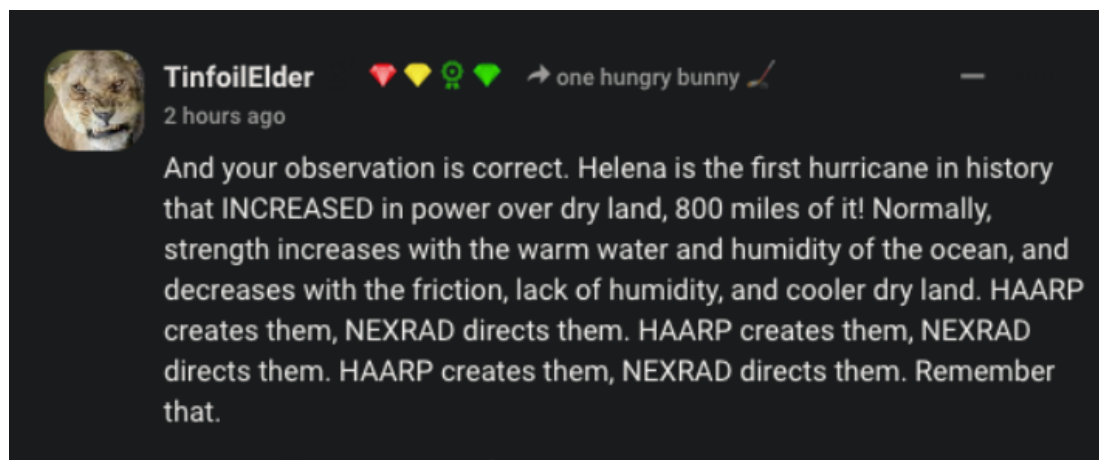 TinfoilElder one hungry bunny
2 hours ago
And your observation is correct. Helena is the first hurricane in history
that INCREASED in power over dry land, 800 miles of it! Normally,
strength increases with the warm water and humidity of the ocean, and
decreases with the friction, lack of humidity, and cooler dry land. HAARP
creates them, NEXRAD directs them. HAARP creates them, NEXRAD
directs them. HAARP creates them, NEXRAD directs them. Remember
that.